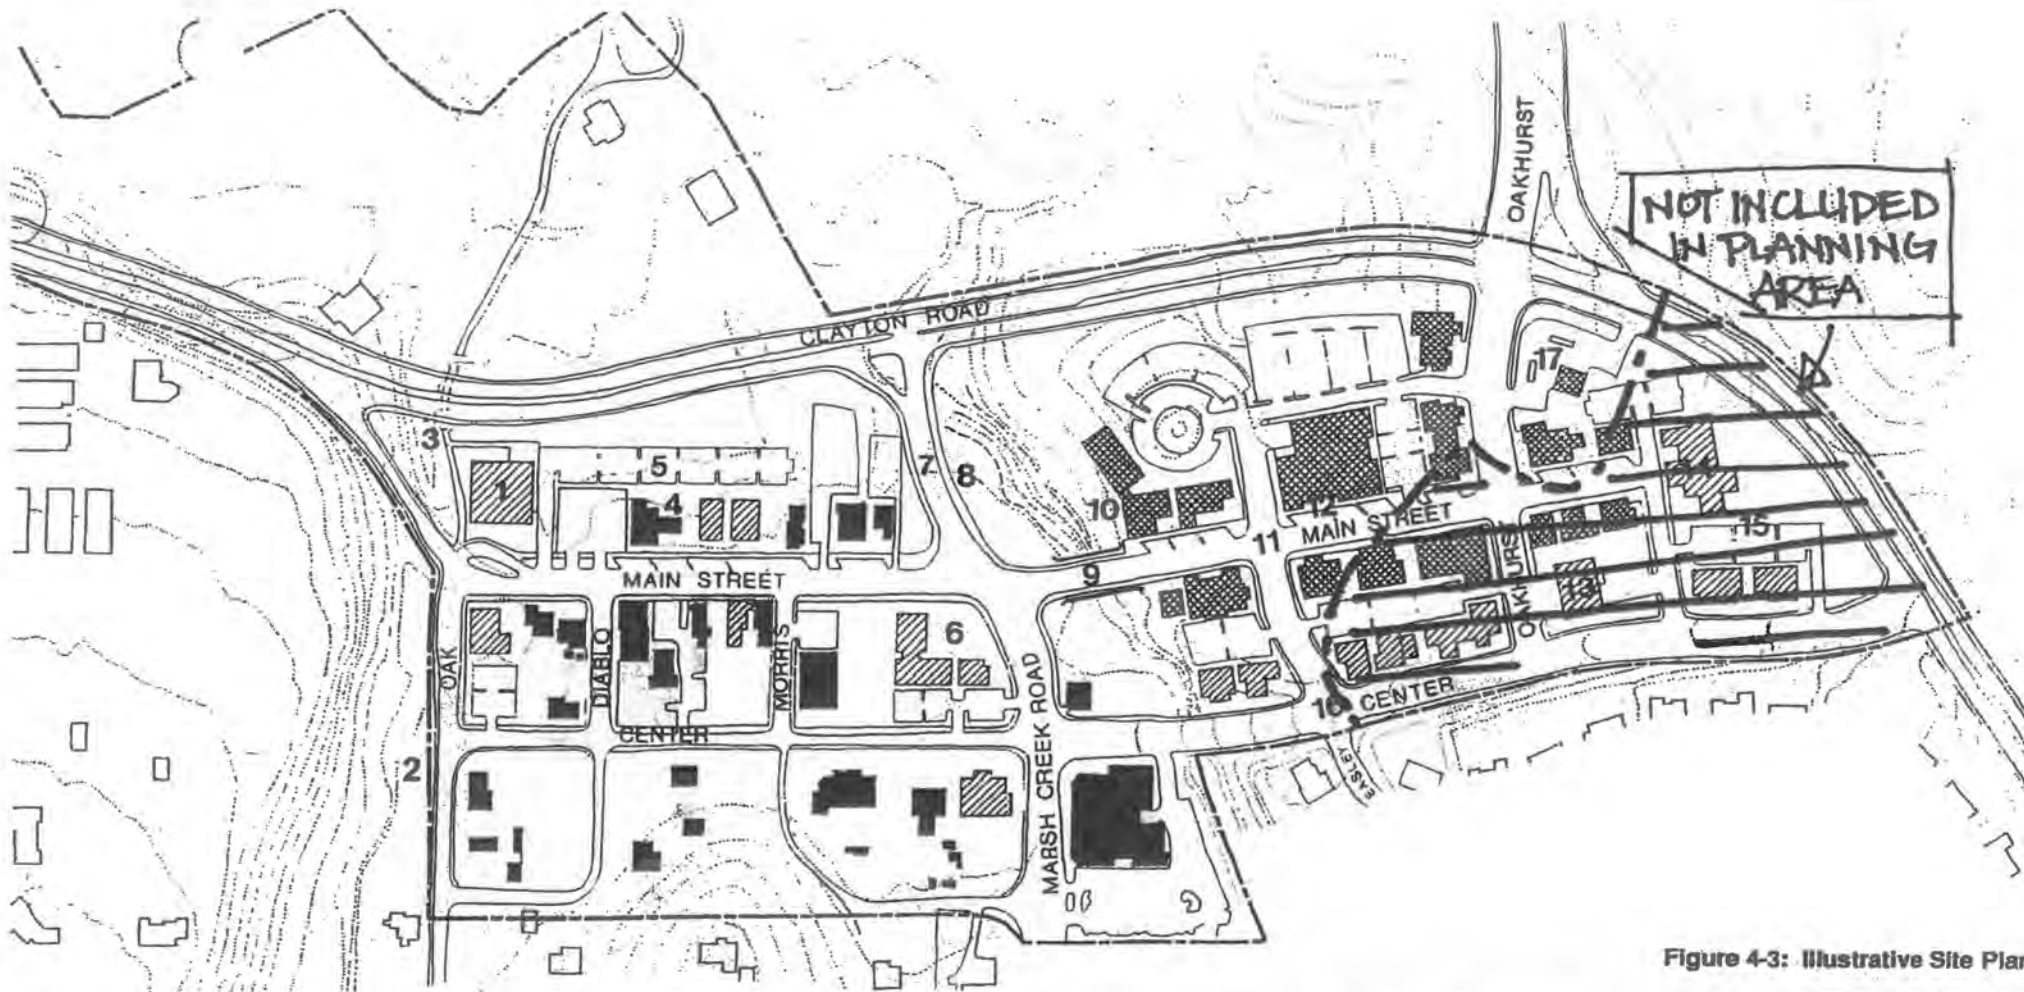 OAKHURST
NOT INCLUDED
IN PLANNING
AREA
CLAYTON ROAD
17
3
5
7
8
1
4
10
12
MAIN STREET
11
OAKHURST
15
9
MAIN STREET
13
6
OAK
DIABLO
MORRIS
MARSH CREEK ROAD
16
CENTER
CENTER
EASLEY
2
Figure 4-3: Illustrative Site Plan